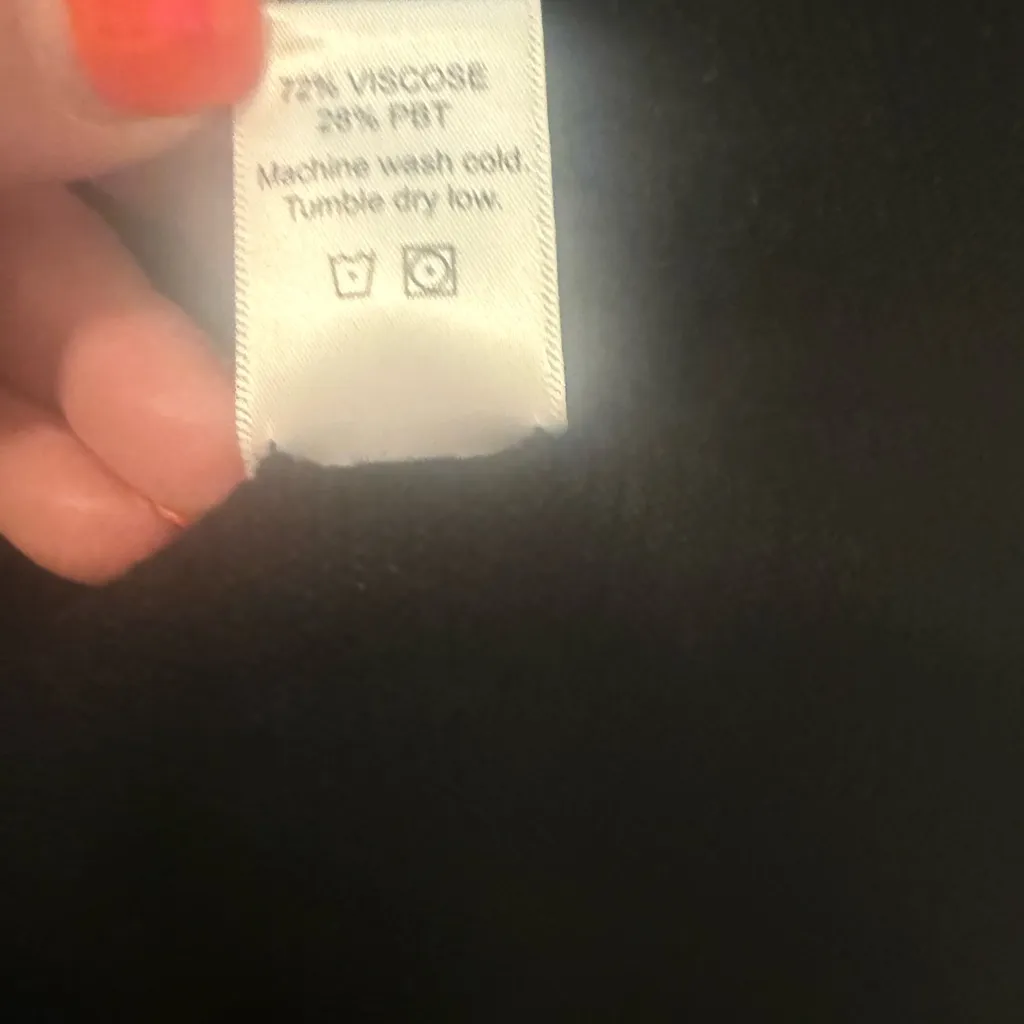 72% VISCOSE
28% PBT
Machine wash cold.
Tumble dry low.